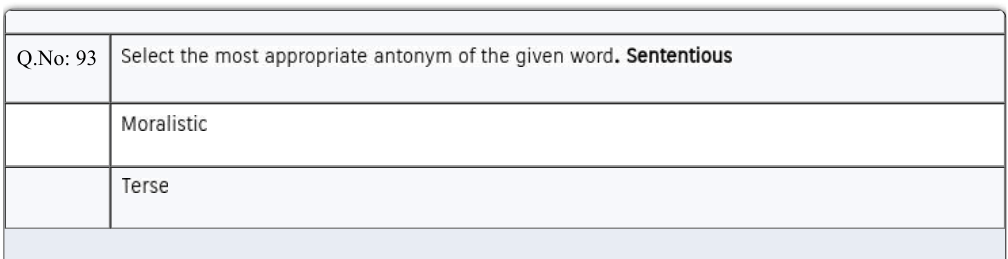 Q.No: 93 Select the most appropriate antonym of the given word. Sententious
Moralistic
Terse